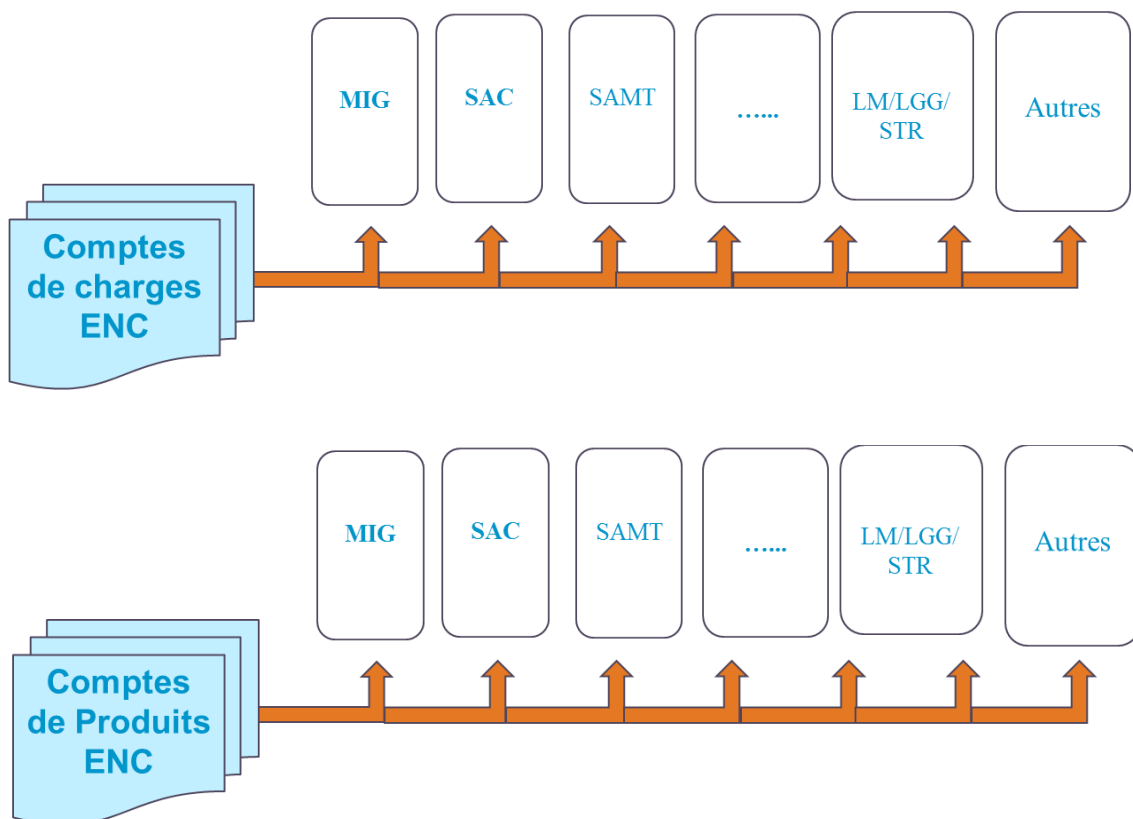 MIG
SAC
SAMT
…...
LM/LGG/
STR
Autres
Comptes
de charges
ENC
MIG
SAC
SAMT
…...
LM/LGG/
STR
Autres
Comptes
de Produits
ENC